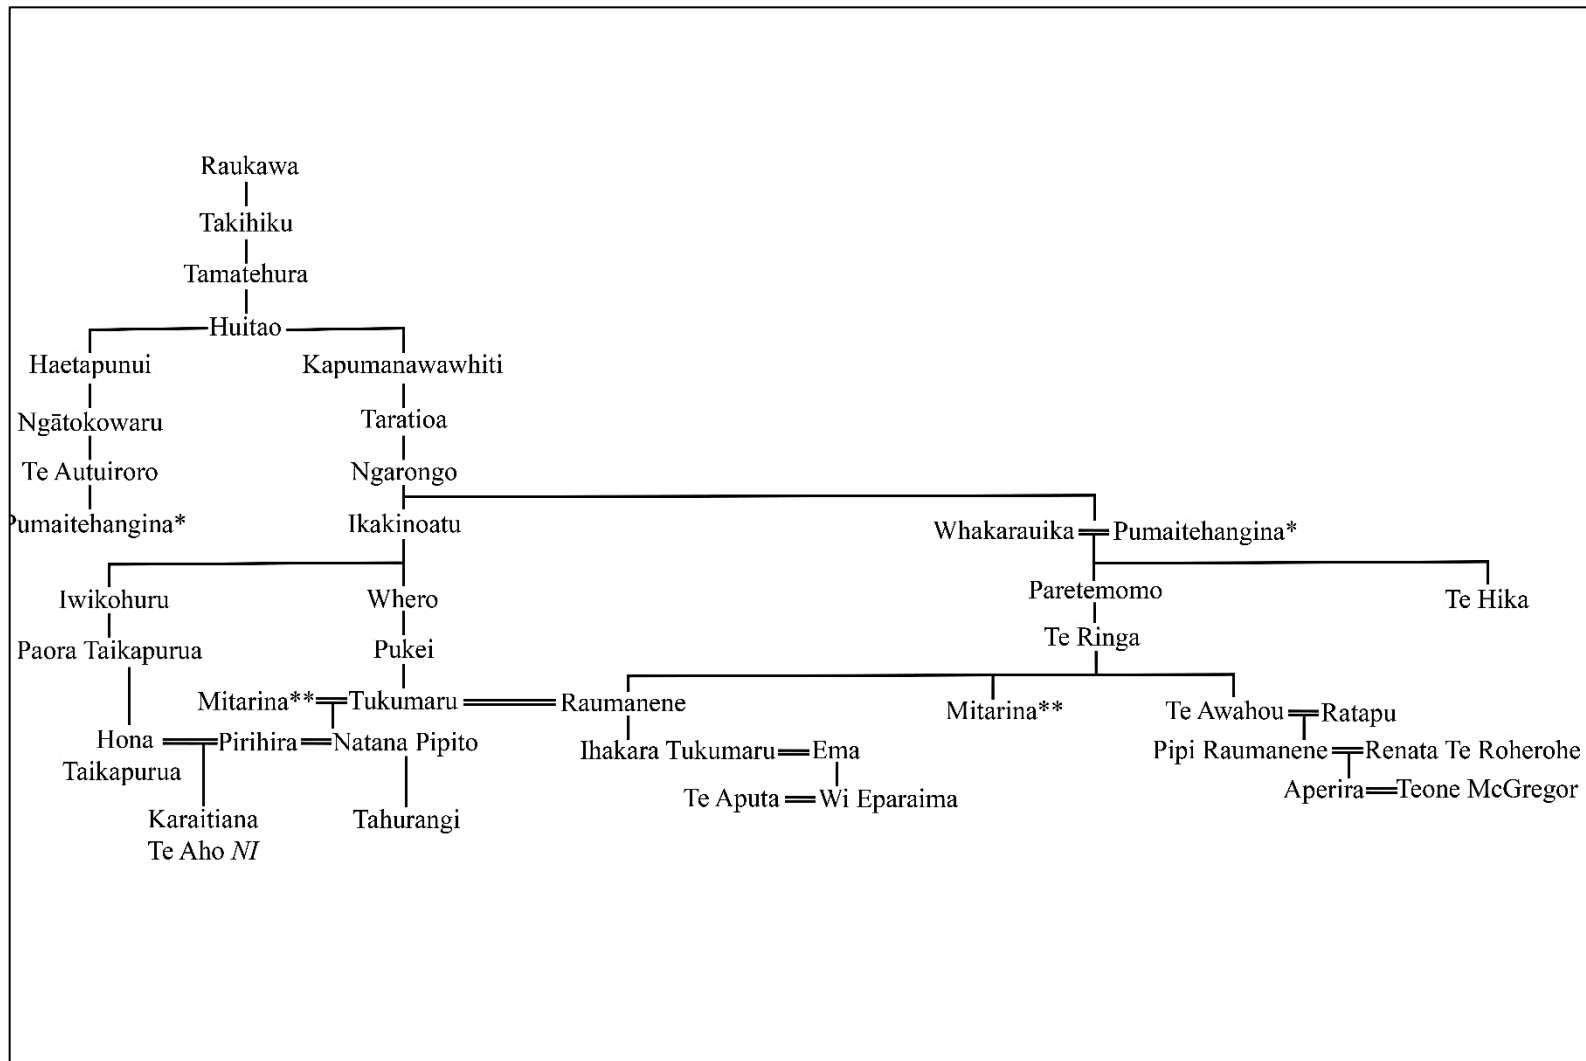 Raukawa
Takihiku
Tamatehura
Huitao
Haetapunui Kapumanawawhiti
Ngātokowaru Taratioa
Te Autuiroro Ngarongo
Pumaitehangina* Ikakinoatu Whakarauika Pumaitehangina*
Iwikohuru Whero Paretemomo Te Hika
Paora Taikapurua Pukei Te Ringa
Mitarina** Tukumaru Raumanene Mitarina** Te Awahou Ratapu
Hona Pirihira Natana Pipito Ihakara Tukumaru Ema Pipi Raumanene Renata Te Roherohe
Taikapurua Te Aputa Wi Eparaima Aperira Teone McGregor
Karaitiana Tahurangi
Te Aho NI